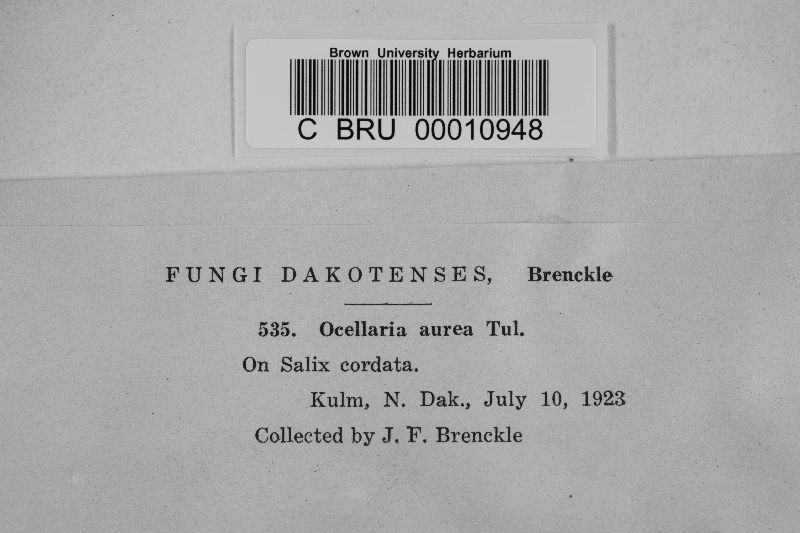 Brown University Herbarium
C BRU 00010948
FUNGI DAKOTENSES, Brenckle
535. Ocellaria aurea Tul.
On Salix cordata.
Kulm, N. Dak., July 10, 1923
Collected by J. F. Brenckle